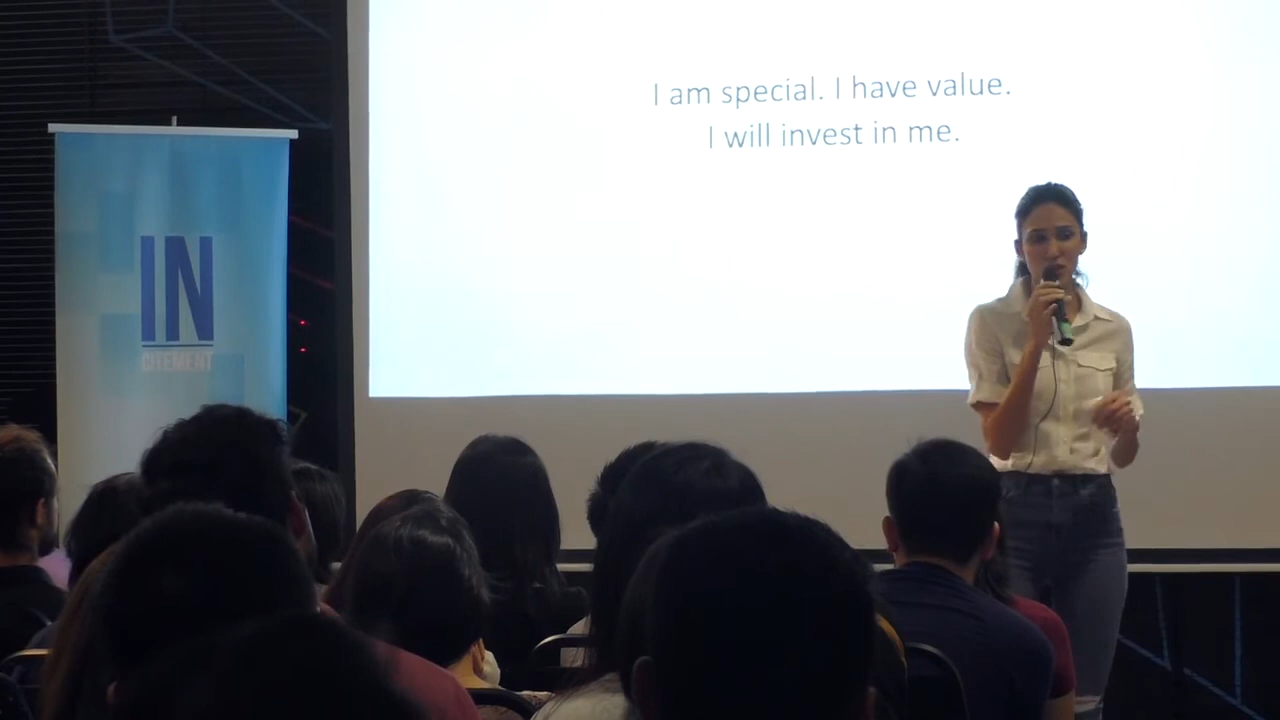 I am special. I have value.
I will invest in me.
IN
CITEMENT